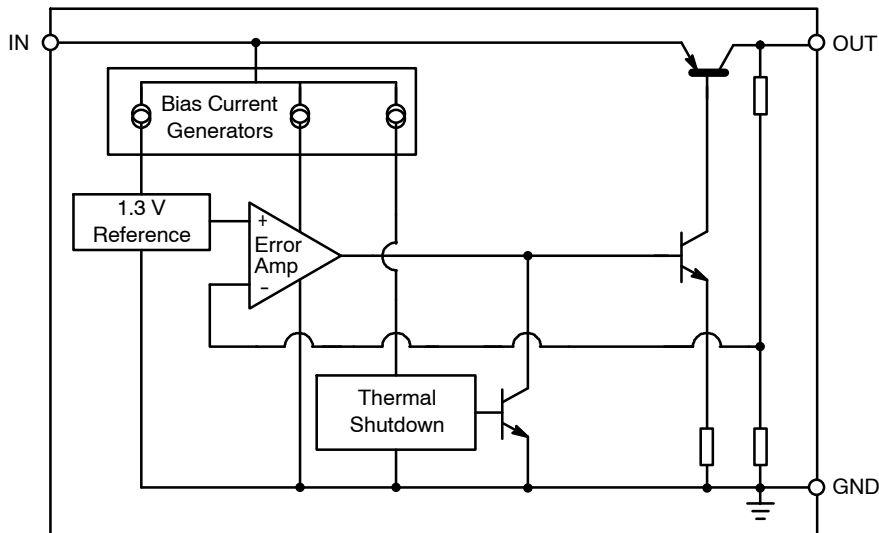 IN
OUT
Bias Current
Generators
1.3 V
Reference
+
Error
Amp
−
Thermal
Shutdown
GND